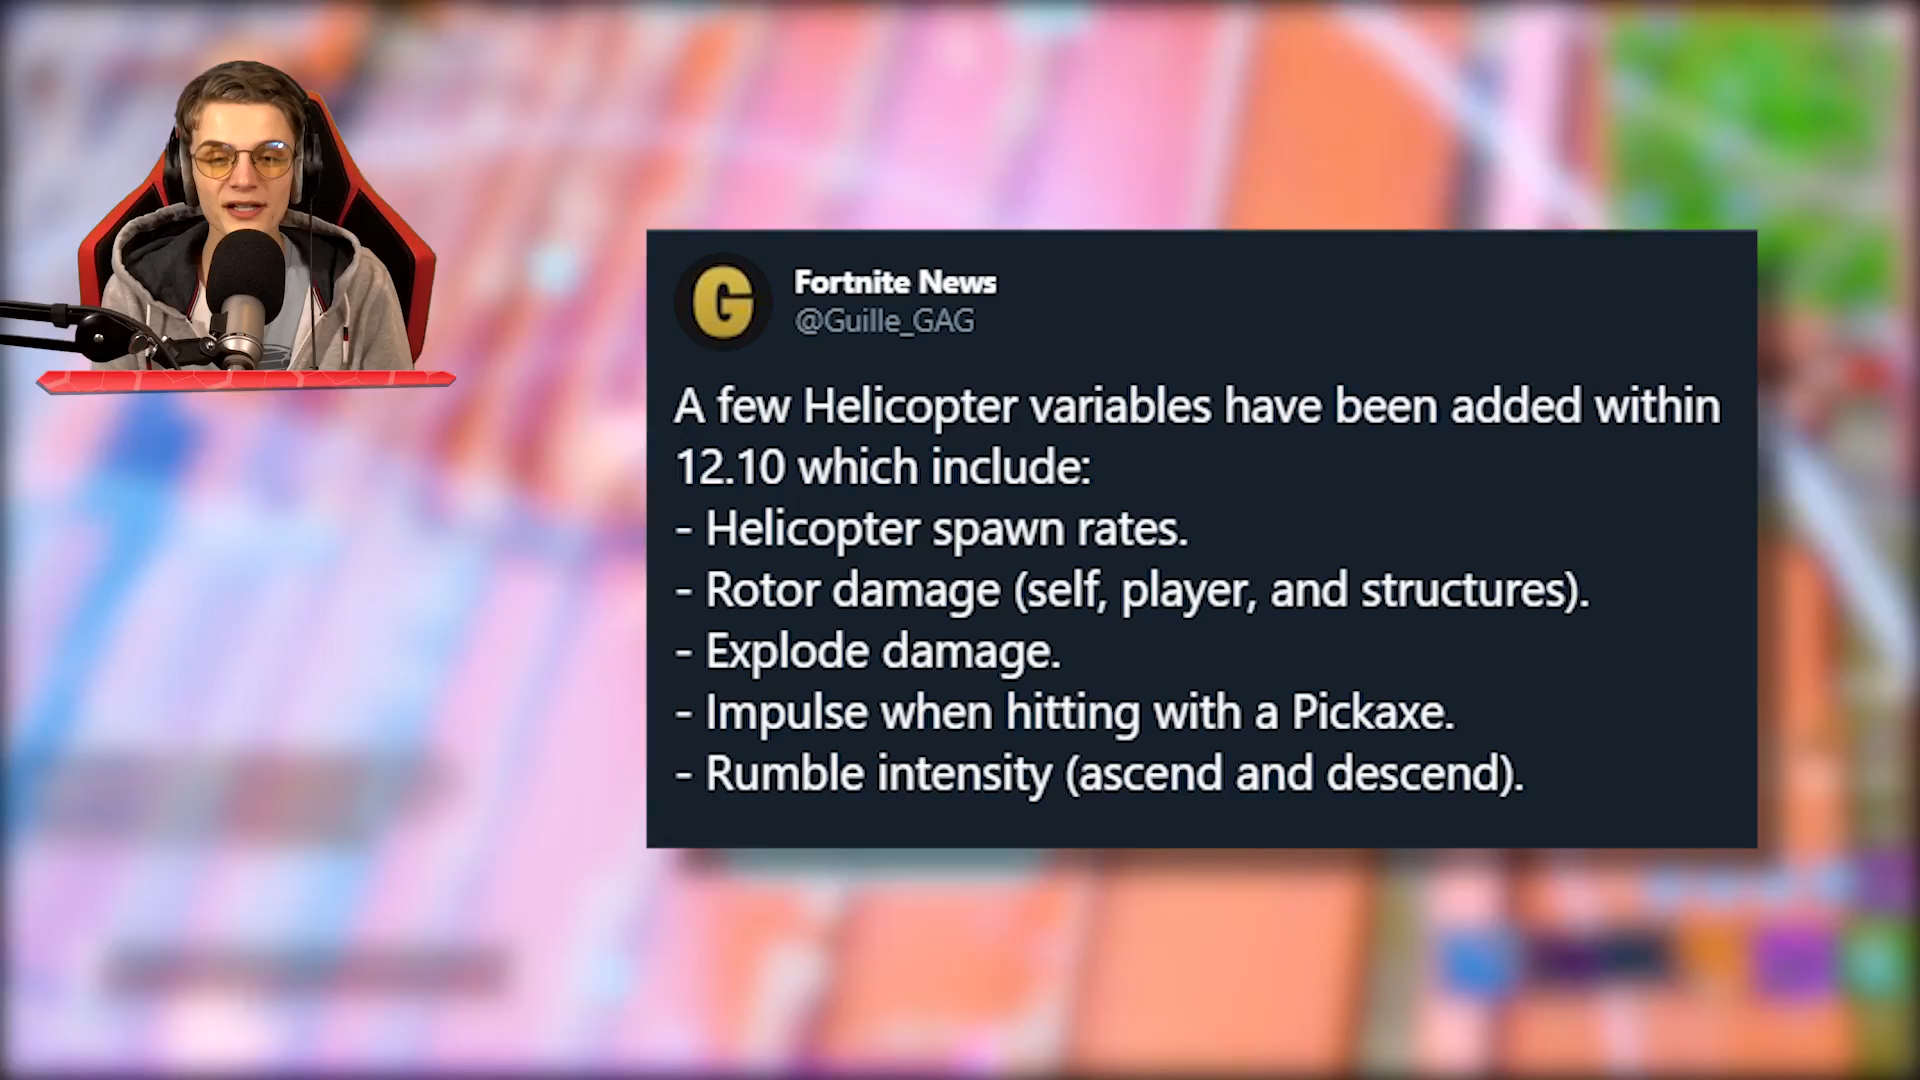 G
Fortnite News
@Guille_GAG
A few Helicopter variables have been added within
12.10 which include:
- Helicopter spawn rates.
- Rotor damage (self, player, and structures).
- Explode damage.
- Impulse when hitting with a Pickaxe.
- Rumble intensity (ascend and descend).